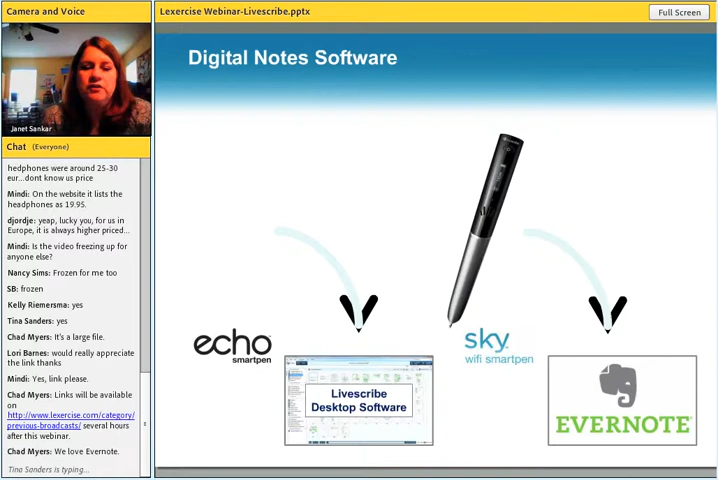 Camera and Voice
Janet Sankar
Chat (Everyone)
hedphones were around 25-30
eur...dont know us price
Mindi: On the website it lists the
headphones as 19.95.
djordje: yeap, lucky you, for us in
Europe, it is always higher priced...
Mindi: Is the video freezing up for
anyone else?
Nancy Sims: Frozen for me too
SB: frozen
Kelly Riemersma: yes
Tina Sanders: yes
Chad Myers: It's a large file.
Lori Barnes: would really appreciate
the link thanks
Mindi: Yes, link please.
Chad Myers: Links will be available
on
http://www.lexercise.com/category/
previous-broadcasts/ several hours
after this webinar.
Chad Myers: We love Evernote.
Tina Sanders is typing...
Lexercise Webinar-Livescribe.pptx
Full Screen
Digital Notes Software
echo
smartpen
Livescribe
Desktop Software
sky
wifi smartpen
EVERNOTE